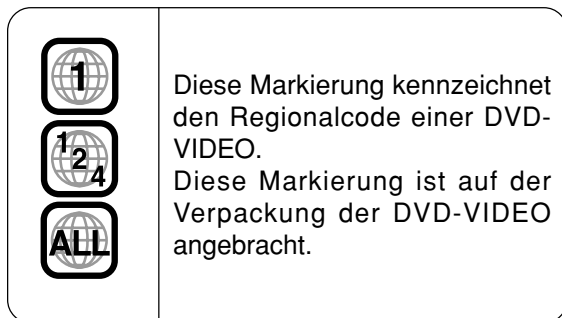 1
1
2
4
ALL
Diese Markierung kennzeichnet
den Regionalcode einer DVD-
VIDEO.
Diese Markierung ist auf der
Verpackung der DVD-VIDEO
angebracht.